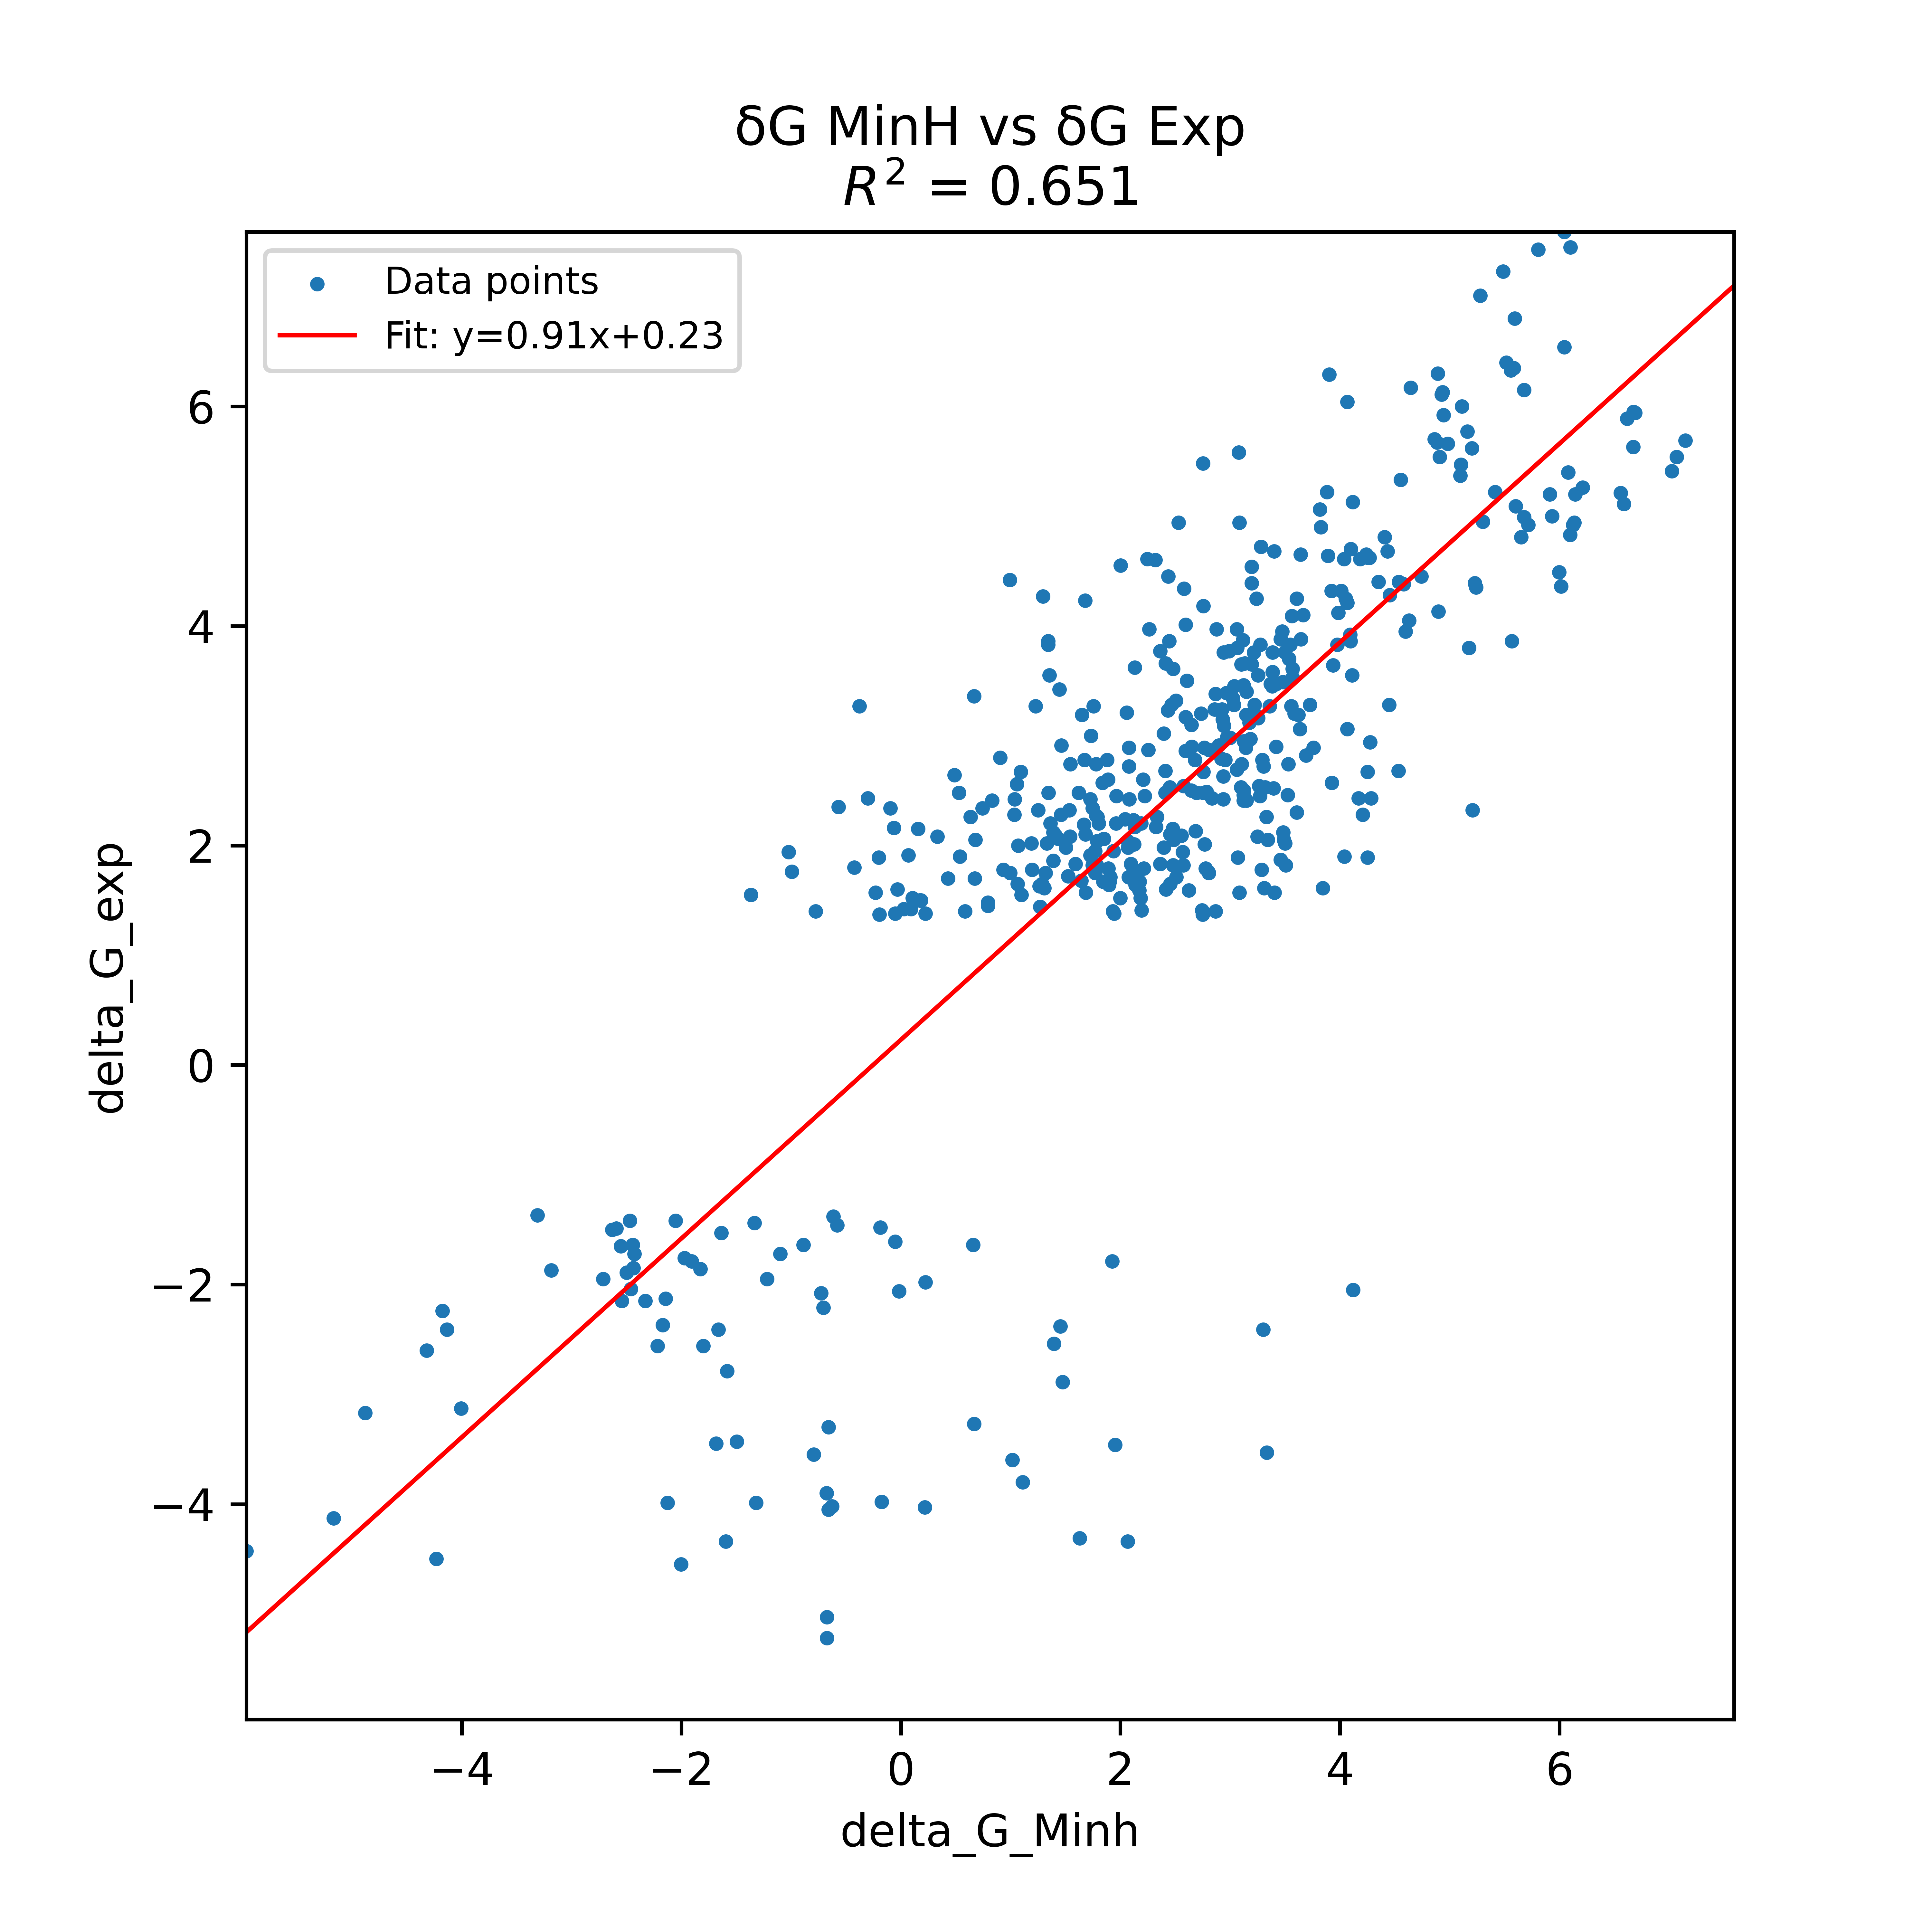 δG MinH vs δG Exp
R² = 0.651
Data points
Fit: y=0.91x+0.23
6
4
2
0
−2
−4
delta_G_exp
−4 −2 0 2 4 6
delta_G_Minh